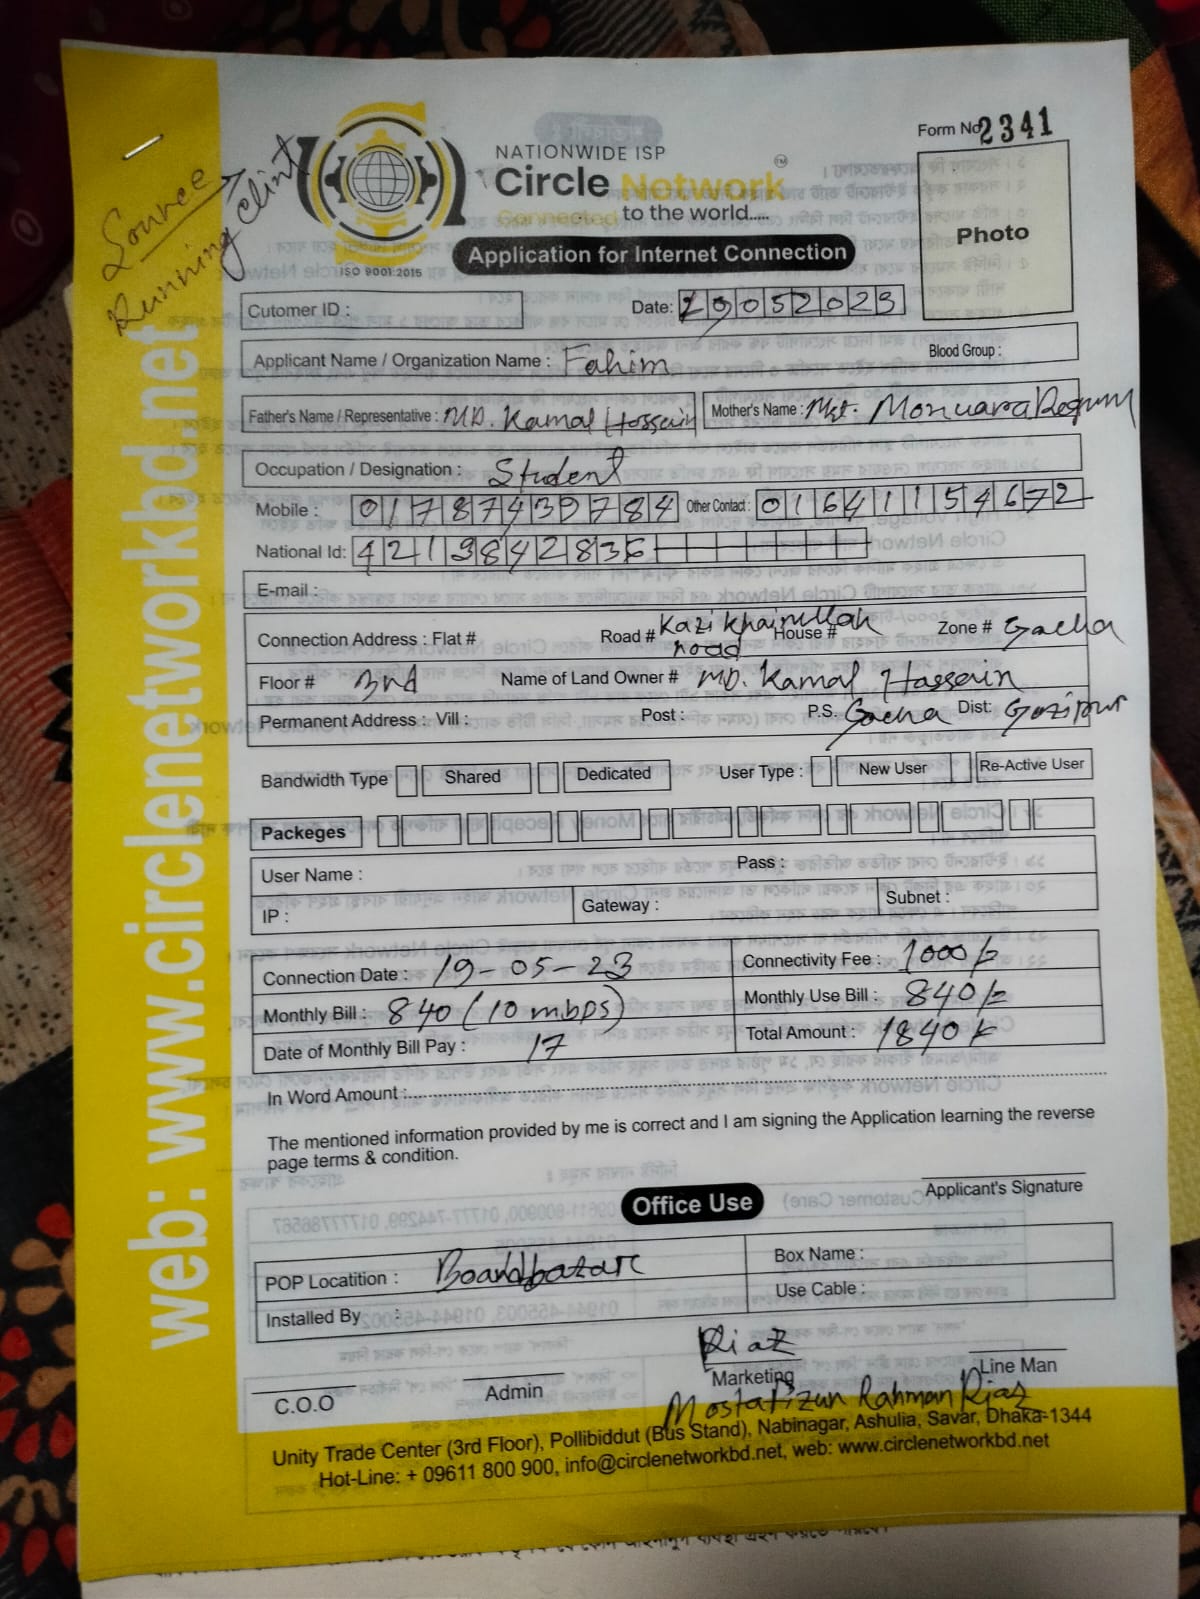 Form No 2341
NATIONWIDE ISP
Circle Network TM
Connected to the world.....
ISO 9001:2015
Application for Internet Connection
Photo
Source →
Running Clint
web: www.circlenetworkbd.net
Cutomer ID :
Date: 29052023
Applicant Name / Organization Name : Fahim
Blood Group :
Father's Name / Representative : MD. Kamal Hossain
Mother's Name : Mst. Monuara Begum
Occupation / Designation : Student
Mobile : 01787439784 Other Contact : 01641154672
National Id: 4213842836
E-mail :
Connection Address : Flat # Road # Kazi khairullah road House # Zone # Gacha
Floor # 3rd Name of Land Owner # MD. Kamal Hassain
Permanent Address : Vill : Post : P.S. Gacha Dist: Gazipur
Bandwidth Type Shared Dedicated User Type : New User Re-Active User
Packeges
User Name : Pass :
IP : Gateway : Subnet :
Connection Date : 19-05-23 Connectivity Fee : 1000/-
Monthly Bill : 840 (10 mbps) Monthly Use Bill : 840/-
Date of Monthly Bill Pay : 17 Total Amount : 1840/-
In Word Amount :
The mentioned information provided by me is correct and I am signing the Application learning the reverse
page terms & condition.
Applicant's Signature
Office Use
POP Locatition : Boardbazar
Box Name :
Installed By :
Use Cable :
Riaz
C.O.O Admin Marketing Line Man
Mostafizur Rahman Riaz
Unity Trade Center (3rd Floor), Pollibiddut (Bus Stand), Nabinagar, Ashulia, Savar, Dhaka-1344
Hot-Line: + 09611 800 900, info@circlenetworkbd.net, web: www.circlenetworkbd.net